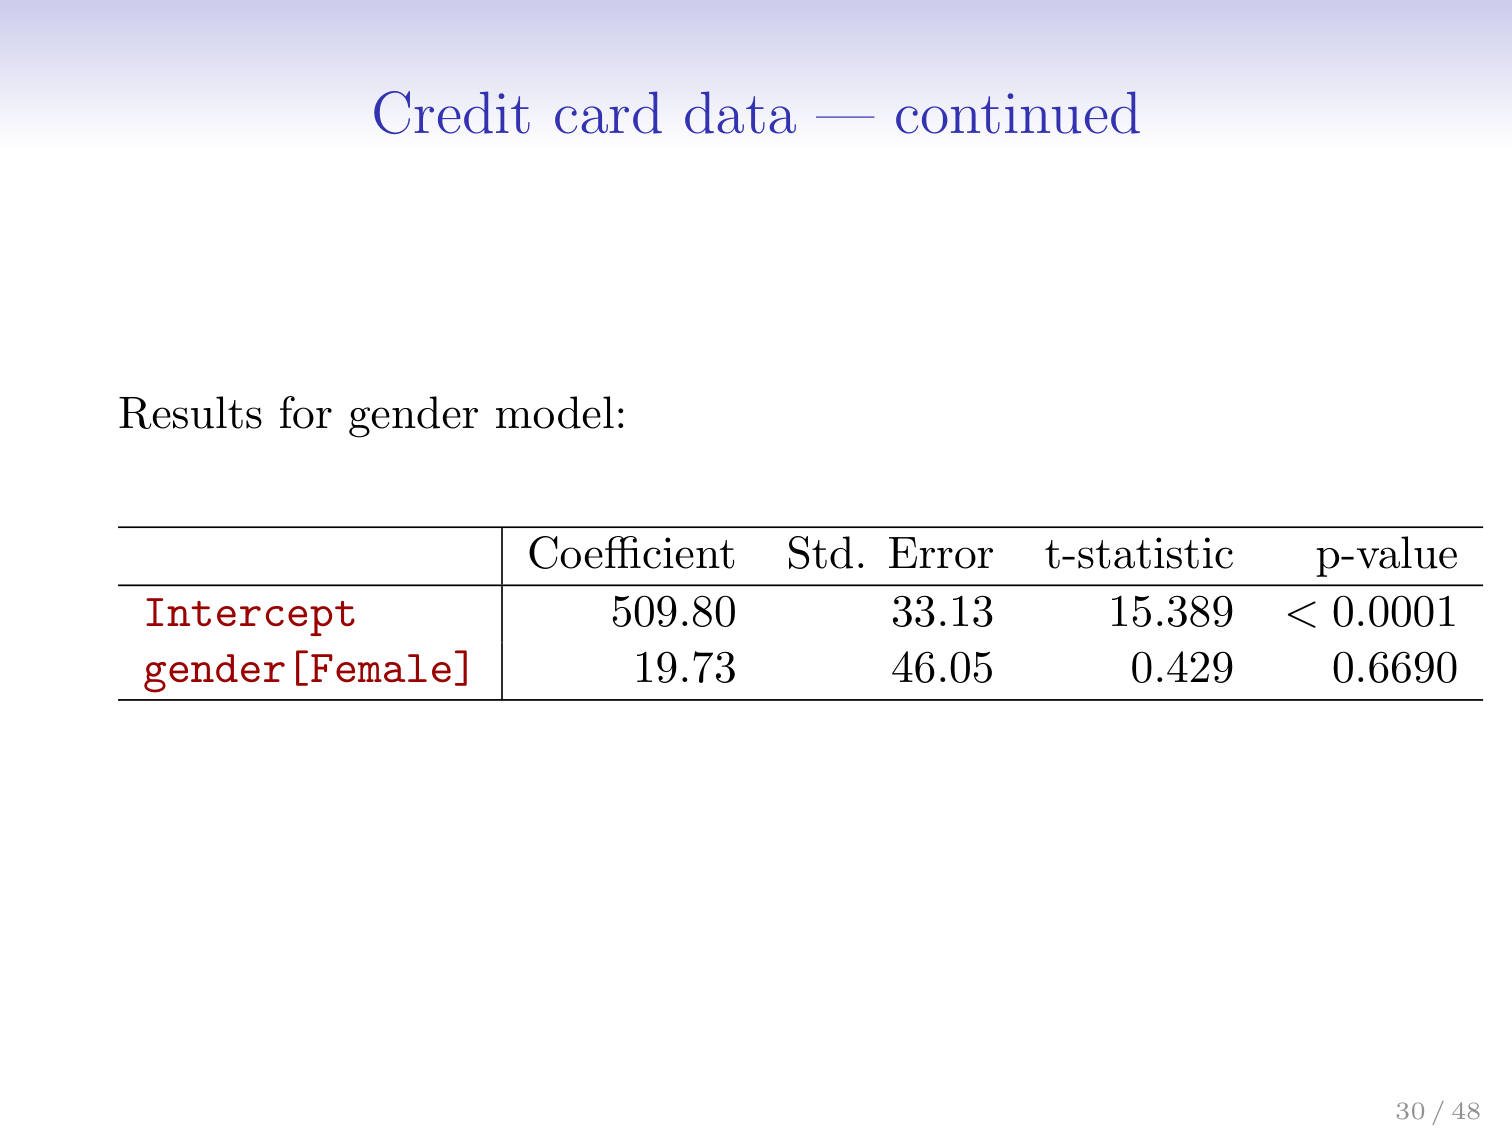 Credit card data — continued
Results for gender model:
Coefficient Std. Error t-statistic p-value
Intercept 509.80 33.13 15.389 < 0.0001
gender[Female] 19.73 46.05 0.429 0.6690
30 / 48